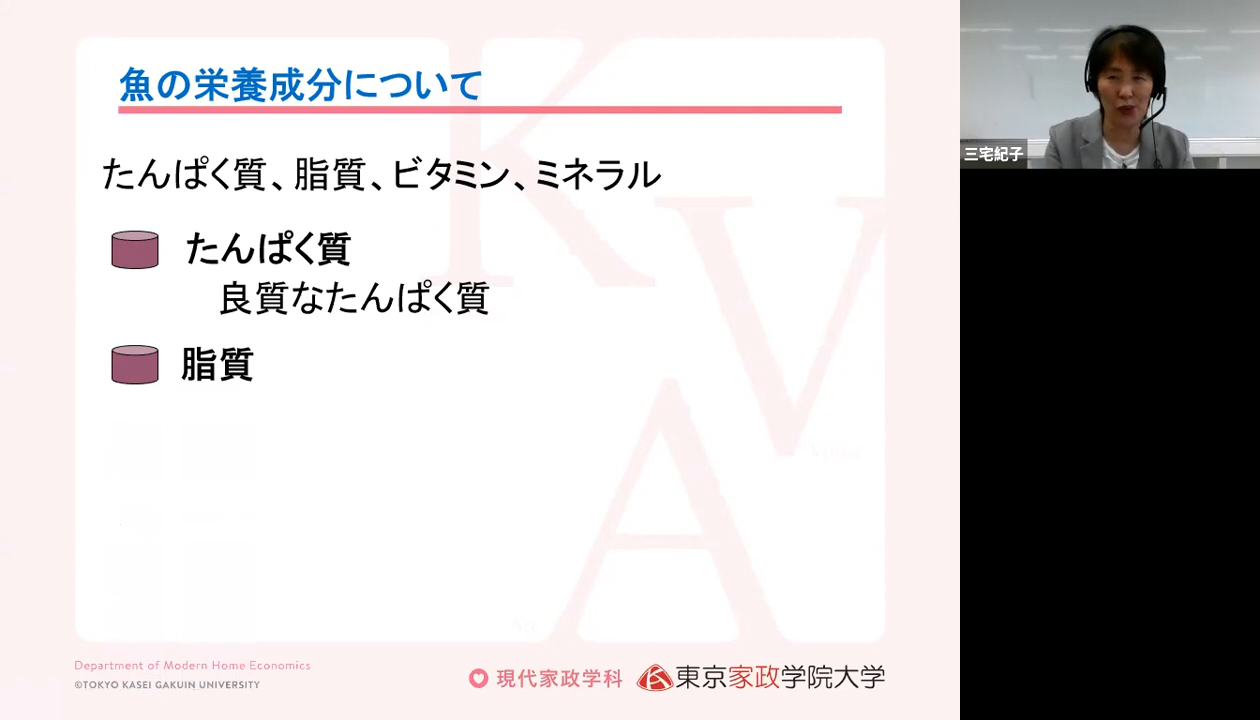 魚の栄養成分について
たんぱく質、脂質、ビタミン、ミネラル
たんぱく質
良質なたんぱく質
脂質
三宅紀子
KVA
Department of Modern Home Economics
©TOKYO KASEI GAKUIN UNIVERSITY
現代家政学科
東京家政学院大学